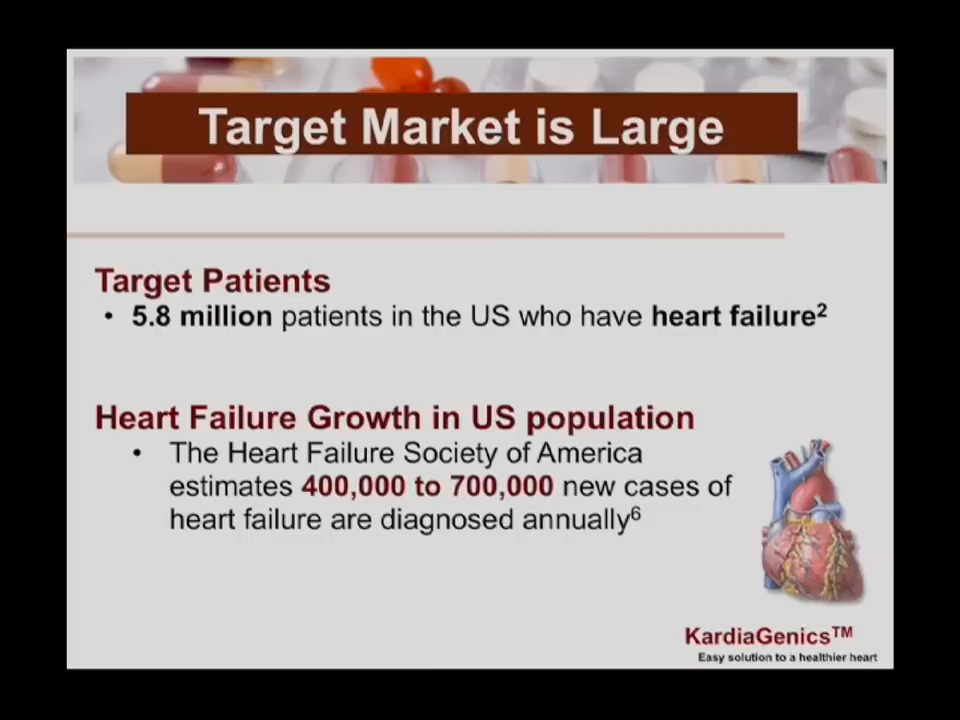 Target Market is Large
Target Patients
• 5.8 million patients in the US who have heart failure²
Heart Failure Growth in US population
• The Heart Failure Society of America
estimates 400,000 to 700,000 new cases of
heart failure are diagnosed annually⁶
KardiaGenics™
Easy solution to a healthier heart